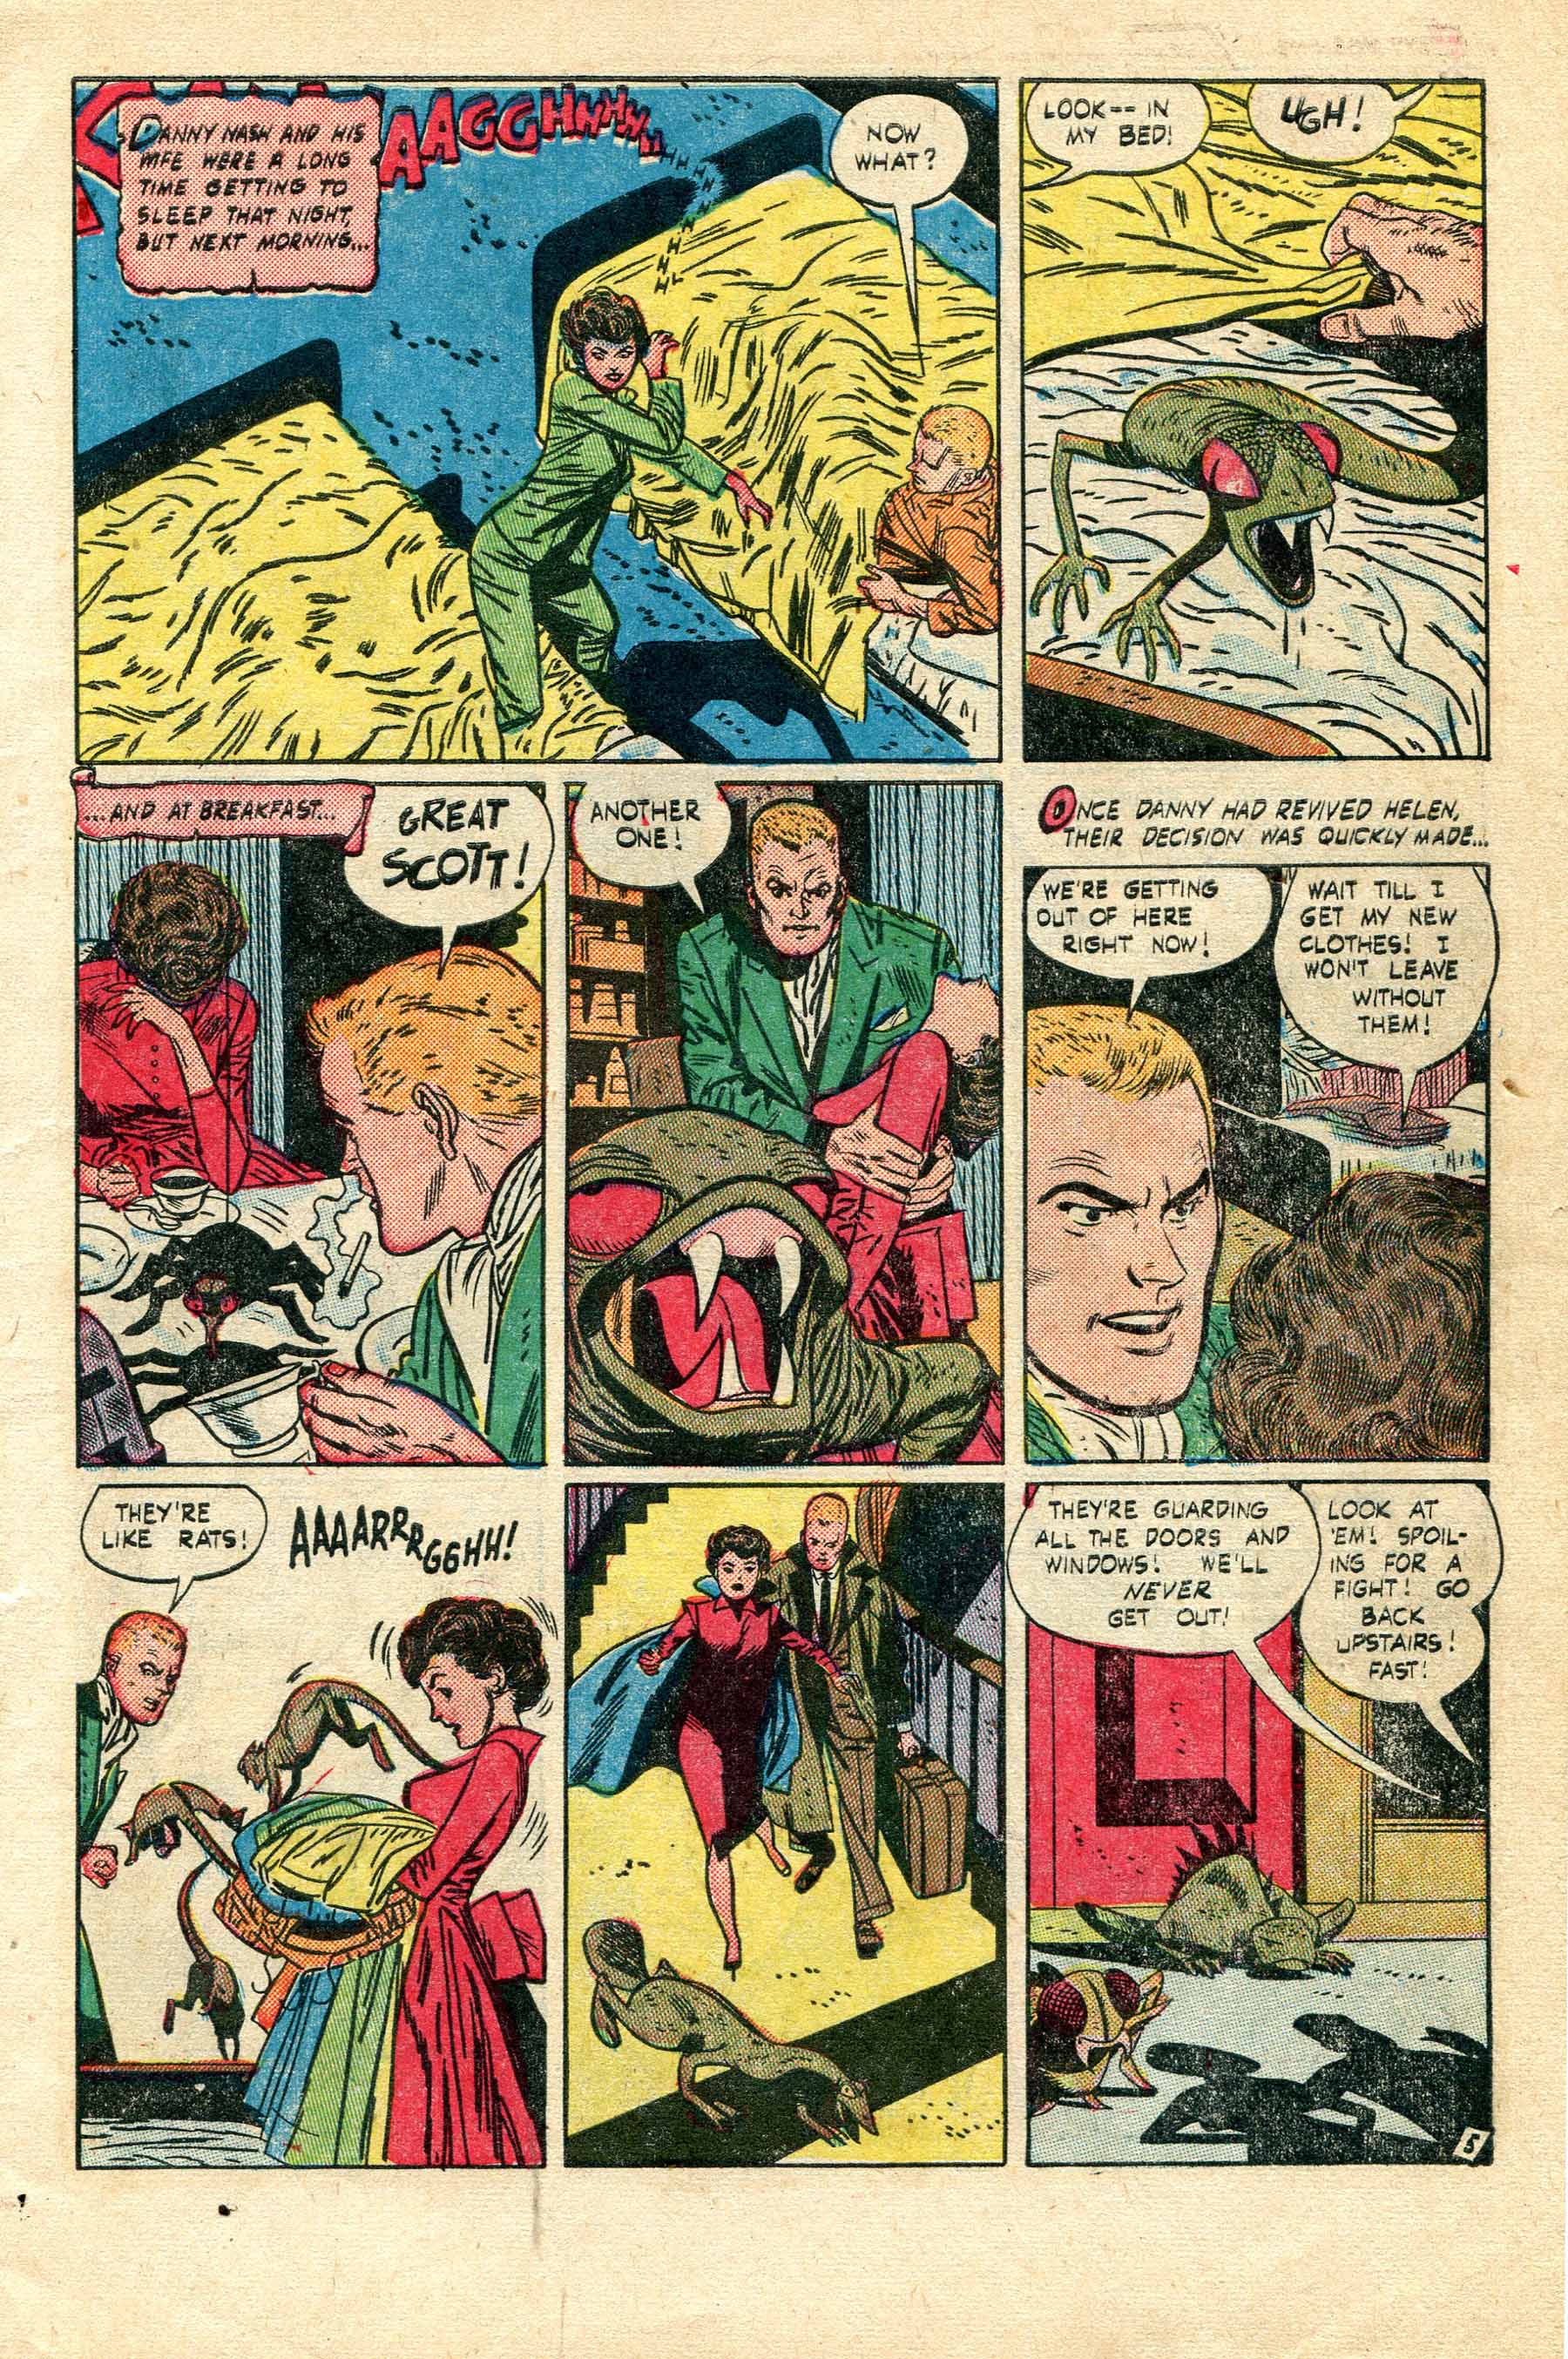 DANNY NASH AND HIS
WIFE WERE A LONG
TIME GETTING TO
SLEEP THAT NIGHT,
BUT NEXT MORNING...
AAGGHHHHHHHHHHHHHL
NOW
WHAT?
LOOK-- IN
MY BED!
UGH!
...AND AT BREAKFAST...
GREAT
SCOTT!
ANOTHER
ONE!
ONCE DANNY HAD REVIVED HELEN,
THEIR DECISION WAS QUICKLY MADE...
WE'RE GETTING
OUT OF HERE
RIGHT NOW!
WAIT TILL I
GET MY NEW
CLOTHES! I
WON'T LEAVE
WITHOUT
THEM!
THEY'RE
LIKE RATS!
AAAARRRGGHH!
THEY'RE GUARDING
ALL THE DOORS AND
WINDOWS! WE'LL
NEVER
GET OUT!
LOOK AT
'EM! SPOIL-
ING FOR A
FIGHT! GO
BACK
UPSTAIRS!
FAST!
5